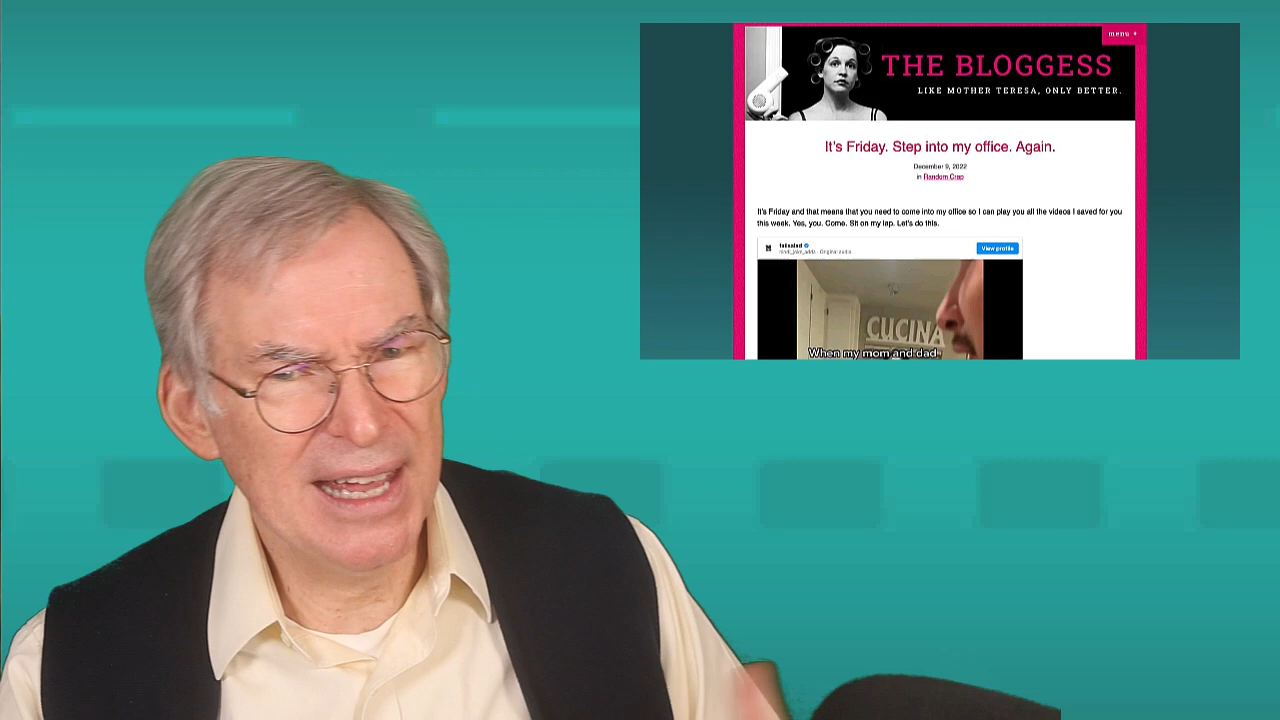 menu
THE BLOGGESS
LIKE MOTHER TERESA, ONLY BETTER.
It's Friday. Step into my office. Again.
December 9, 2022
in Random Crap
It's Friday and that means that you need to come into my office so I can play you all the videos I saved for you
this week. Yes, you. Come. Sit on my lap. Let's do this.
failsalad
View profile
Original audio
CUCINA
When my mom and dad